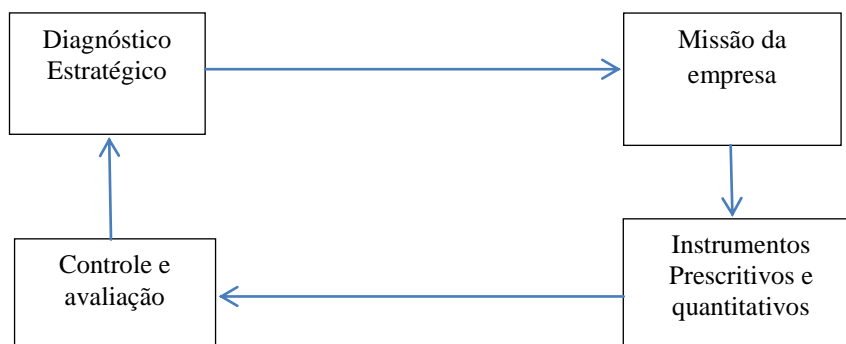 Diagnóstico
Estratégico
Missão da
empresa
Controle e
avaliação
Instrumentos
Prescritivos e
quantitativos